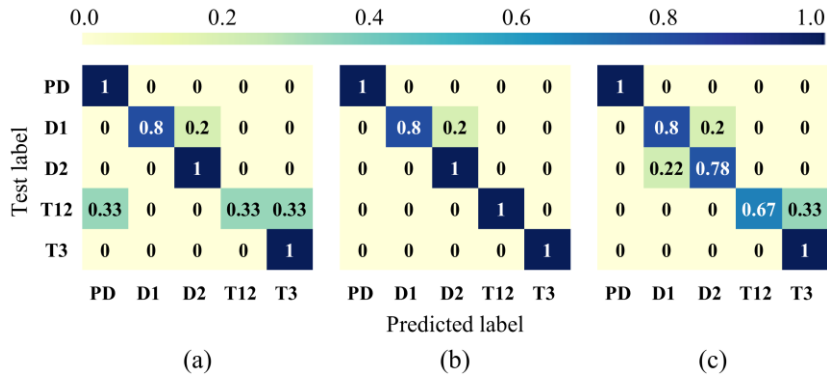 0.0 0.2 0.4 0.6 0.8 1.0
PD 1 0 0 0 0 1 0 0 0 0 1 0 0 0 0
D1 0 0.8 0.2 0 0 0 0.8 0.2 0 0 0 0.8 0.2 0 0
D2 0 0 1 0 0 0 0 1 0 0 0 0.22 0.78 0 0
T12 0.33 0 0 0.33 0.33 0 0 0 1 0 0 0 0 0.67 0.33
T3 0 0 0 0 1 0 0 0 0 1 0 0 0 0 1
Test label
PD D1 D2 T12 T3 PD D1 D2 T12 T3 PD D1 D2 T12 T3
Predicted label
(a) (b) (c)